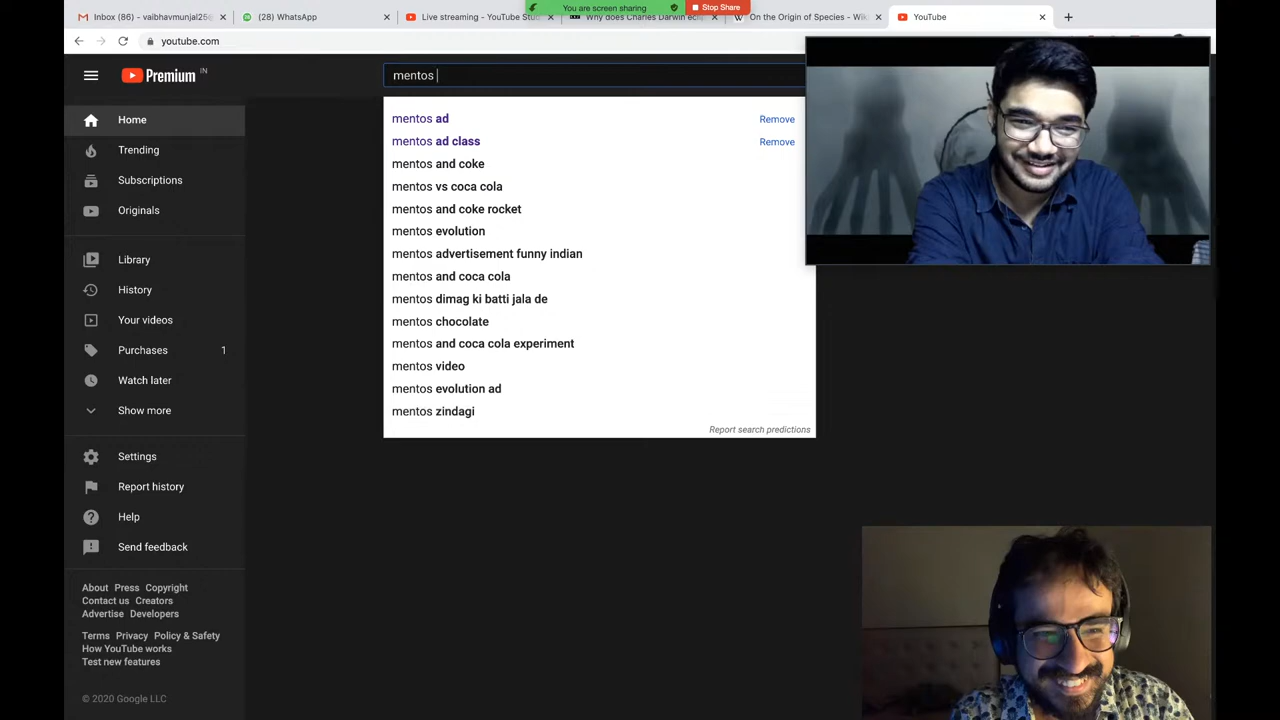 You are screen sharing
Stop Share
Inbox (86) - vaibhavmunjal25@
(28) WhatsApp
Live streaming - YouTube Stud
Why does Charles Darwin ecli
On the Origin of Species - Wik
YouTube
youtube.com
Premium IN
mentos
Home
Trending
Subscriptions
Originals
Library
History
Your videos
Purchases 1
Watch later
Show more
Settings
Report history
Help
Send feedback
About Press Copyright
Contact us Creators
Advertise Developers
Terms Privacy Policy & Safety
How YouTube works
Test new features
© 2020 Google LLC
mentos ad Remove
mentos ad class Remove
mentos and coke
mentos vs coca cola
mentos and coke rocket
mentos evolution
mentos advertisement funny indian
mentos and coca cola
mentos dimag ki batti jala de
mentos chocolate
mentos and coca cola experiment
mentos video
mentos evolution ad
mentos zindagi
Report search predictions